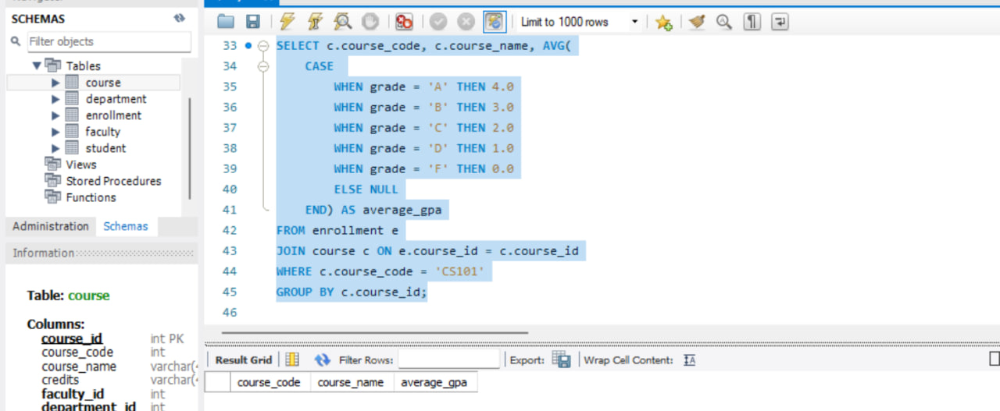 SCHEMAS
Filter objects
Tables
course
department
enrollment
faculty
student
Views
Stored Procedures
Functions
Administration Schemas
Information
Table: course
Columns:
course_id int PK
course_code int
course_name varchar(
credits varchar(
faculty_id int
department_id int
Limit to 1000 rows
33 SELECT c.course_code, c.course_name, AVG(
34 CASE
35 WHEN grade = 'A' THEN 4.0
36 WHEN grade = 'B' THEN 3.0
37 WHEN grade = 'C' THEN 2.0
38 WHEN grade = 'D' THEN 1.0
39 WHEN grade = 'F' THEN 0.0
40 ELSE NULL
41 END) AS average_gpa
42 FROM enrollment e
43 JOIN course c ON e.course_id = c.course_id
44 WHERE c.course_code = 'CS101'
45 GROUP BY c.course_id;
46
Result Grid Filter Rows: Export: Wrap Cell Content:
course_code course_name average_gpa